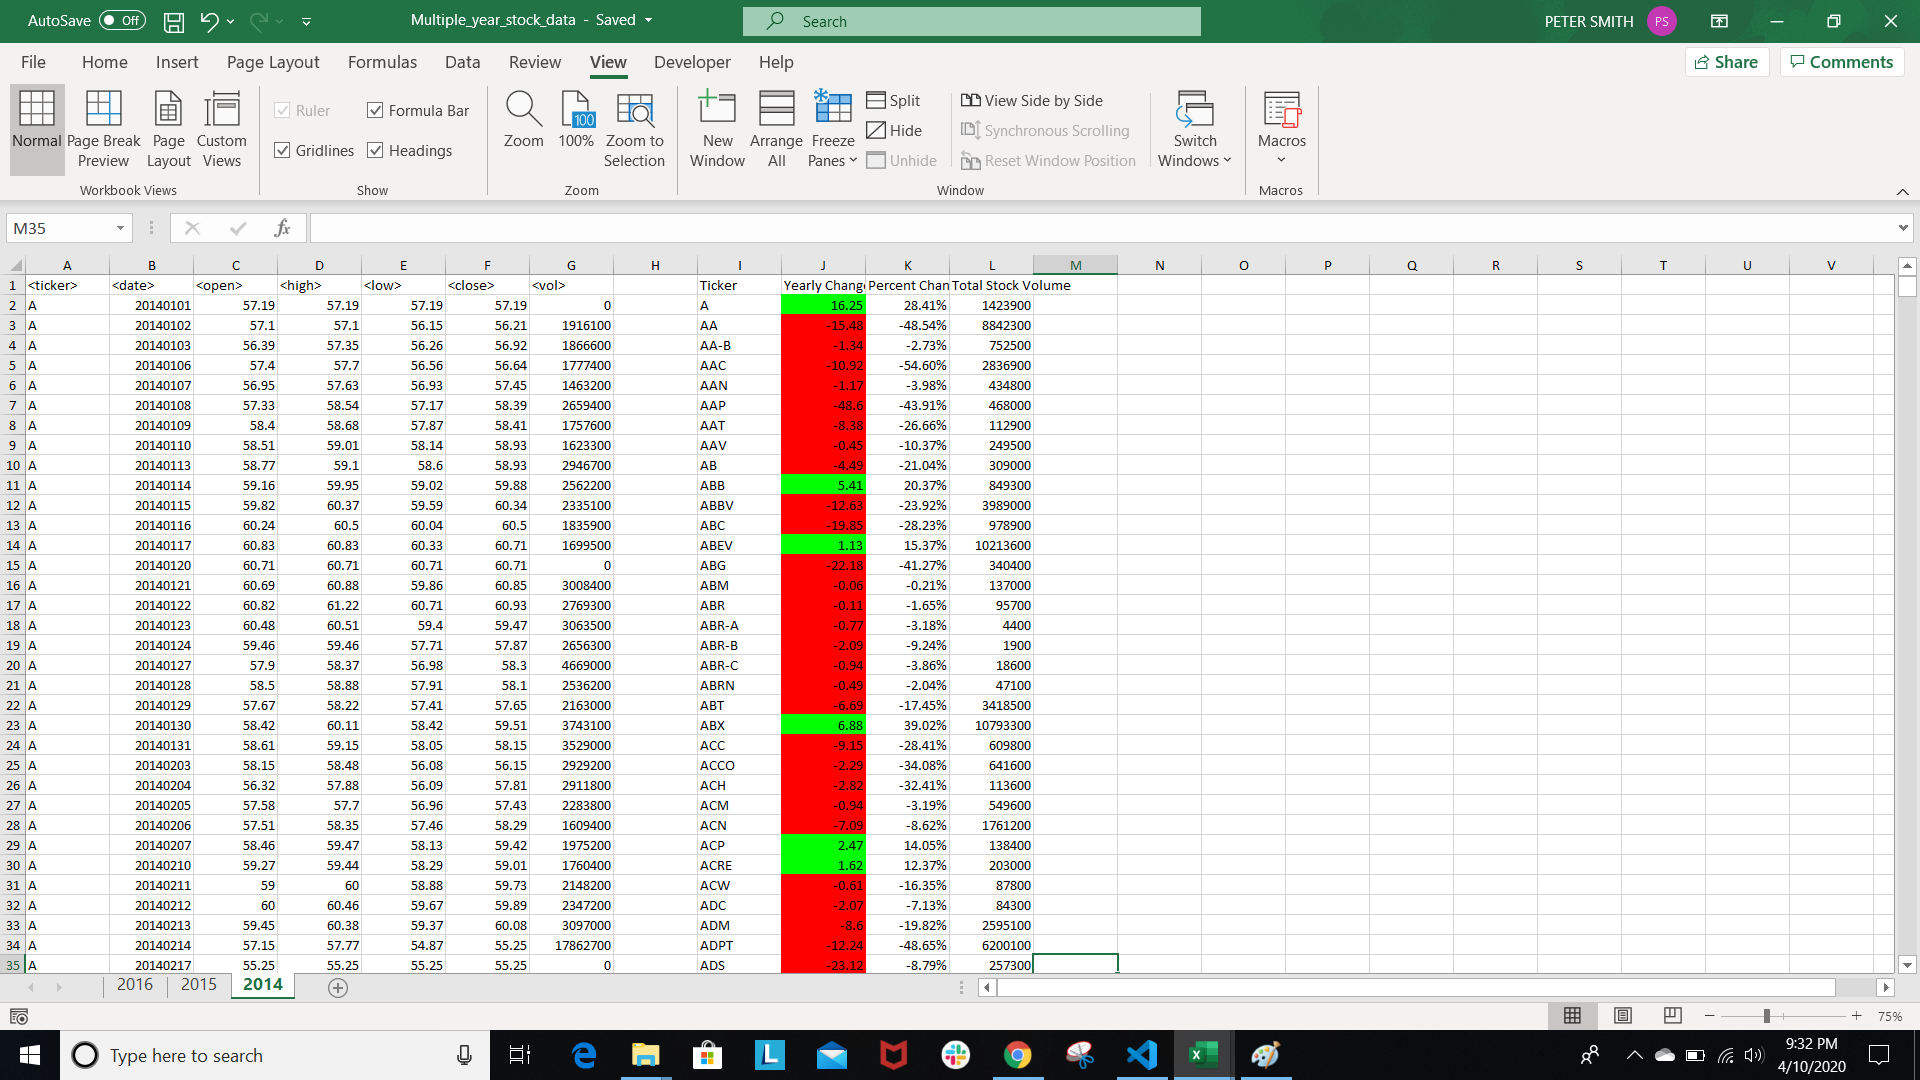 AutoSave Off Multiple_year_stock_data - Saved Search PETER SMITH PS
File Home Insert Page Layout Formulas Data Review View Developer Help Share Comments
Normal Page Break Preview Page Layout Custom Views
Workbook Views
Ruler Formula Bar
Gridlines Headings
Show
Zoom 100 100% Zoom to Selection
Zoom
New Window Arrange All Freeze Panes
Split Hide Unhide
View Side by Side
Synchronous Scrolling
Reset Window Position
Switch Windows
Window
Macros
Macros
M35 fx
A B C D E F G H I J K L M N O P Q R S T U V
1 <ticker> <date> <open> <high> <low> <close> <vol> Ticker Yearly Change Percent Chan Total Stock Volume
2 A 20140101 57.19 57.19 57.19 57.19 0 A 16.25 28.41% 1423900
3 A 20140102 57.1 57.1 56.15 56.21 1916100 AA -15.48 -48.54% 8842300
4 A 20140103 56.39 57.35 56.26 56.92 1866600 AA-B -1.34 -2.73% 752500
5 A 20140106 57.4 57.7 56.56 56.64 1777400 AAC -10.92 -54.60% 2836900
6 A 20140107 56.95 57.63 56.93 57.45 1463200 AAN -1.17 -3.98% 434800
7 A 20140108 57.33 58.54 57.17 58.39 2659400 AAP -48.6 -43.91% 468000
8 A 20140109 58.4 58.68 57.87 58.41 1757600 AAT -8.38 -26.66% 112900
9 A 20140110 58.51 59.01 58.14 58.93 1623300 AAV -0.45 -10.37% 249500
10 A 20140113 58.77 59.1 58.6 58.93 2946700 AB -4.49 -21.04% 309000
11 A 20140114 59.16 59.95 59.02 59.88 2562200 ABB 5.41 20.37% 849300
12 A 20140115 59.82 60.37 59.59 60.34 2335100 ABBV -12.63 -23.92% 3989000
13 A 20140116 60.24 60.5 60.04 60.5 1835900 ABC -19.85 -28.23% 978900
14 A 20140117 60.83 60.83 60.33 60.71 1699500 ABEV 1.13 15.37% 10213600
15 A 20140120 60.71 60.71 60.71 60.71 0 ABG -22.18 -41.27% 340400
16 A 20140121 60.69 60.88 59.86 60.85 3008400 ABM -0.06 -0.21% 137000
17 A 20140122 60.82 61.22 60.71 60.93 2769300 ABR -0.11 -1.65% 95700
18 A 20140123 60.48 60.51 59.4 59.47 3063500 ABR-A -0.77 -3.18% 4400
19 A 20140124 59.46 59.46 57.71 57.87 2656300 ABR-B -2.09 -9.24% 1900
20 A 20140127 57.9 58.37 56.98 58.3 4669000 ABR-C -0.94 -3.86% 18600
21 A 20140128 58.5 58.88 57.91 58.1 2536200 ABRN -0.49 -2.04% 47100
22 A 20140129 57.67 58.22 57.41 57.65 2163000 ABT -6.69 -17.45% 3418500
23 A 20140130 58.42 60.11 58.42 59.51 3743100 ABX 6.88 39.02% 10793300
24 A 20140131 58.61 59.15 58.05 58.15 3529000 ACC -9.15 -28.41% 609800
25 A 20140203 58.15 58.48 56.08 56.15 2929200 ACCO -2.29 -34.08% 641600
26 A 20140204 56.32 57.88 56.09 57.81 2911800 ACH -2.82 -32.41% 113600
27 A 20140205 57.58 57.7 56.96 57.43 2283800 ACM -0.94 -3.19% 549600
28 A 20140206 57.51 58.35 57.46 58.29 1609400 ACN -7.09 -8.62% 1761200
29 A 20140207 58.46 59.47 58.13 59.42 1975200 ACP 2.47 14.05% 138400
30 A 20140210 59.27 59.44 58.29 59.01 1760400 ACRE 1.62 12.37% 203000
31 A 20140211 59 60 58.88 59.73 2148200 ACW -0.61 -16.35% 87800
32 A 20140212 60 60.46 59.67 59.89 2347200 ADC -2.07 -7.13% 84300
33 A 20140213 59.45 60.38 59.37 60.08 3097000 ADM -8.6 -19.82% 2595100
34 A 20140214 57.15 57.77 54.87 55.25 17862700 ADPT -12.24 -48.65% 6200100
35 A 20140217 55.25 55.25 55.25 55.25 0 ADS -23.12 -8.79% 257300
2016 2015 2014
75%
Type here to search
9:32 PM
4/10/2020